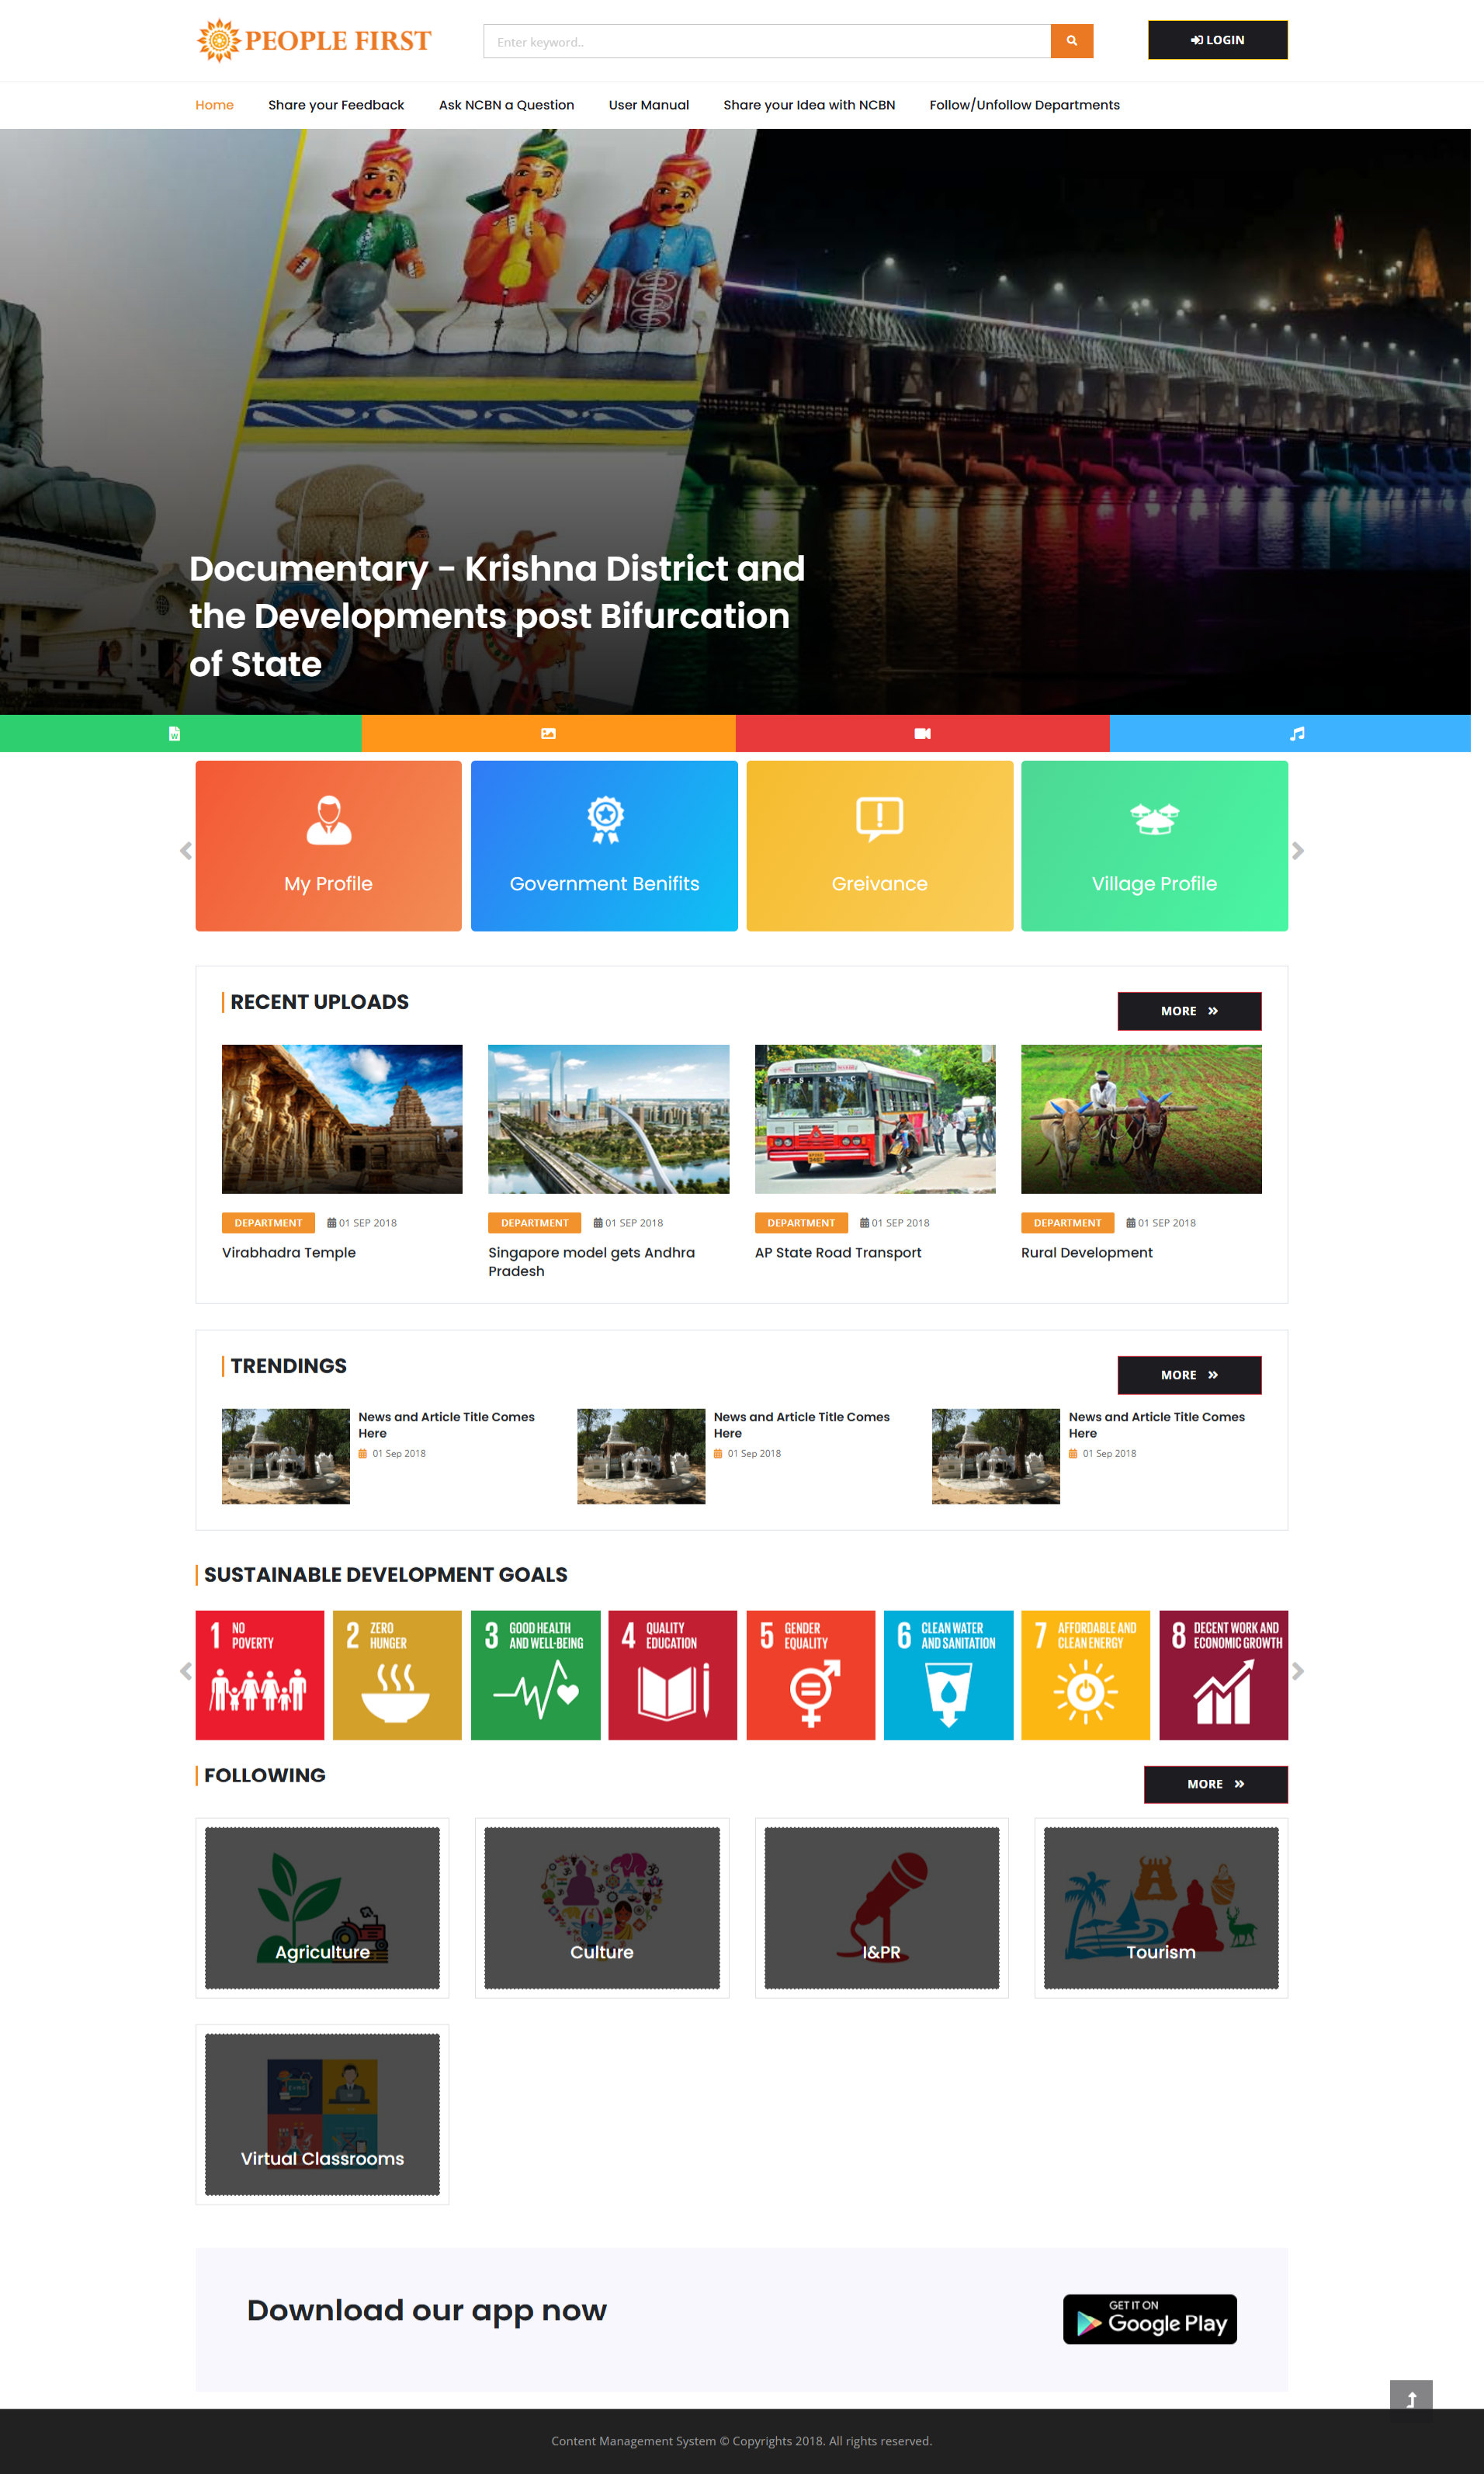 PEOPLE FIRST
Enter keyword..
LOGIN
Home
Share your Feedback
Ask NCBN a Question
User Manual
Share your Idea with NCBN
Follow/Unfollow Departments
Documentary - Krishna District and
the Developments post Bifurcation
of State
My Profile
Government Benifits
Greivance
Village Profile
RECENT UPLOADS
MORE
DEPARTMENT 01 SEP 2018
Virabhadra Temple
DEPARTMENT 01 SEP 2018
Singapore model gets Andhra
Pradesh
DEPARTMENT 01 SEP 2018
AP State Road Transport
DEPARTMENT 01 SEP 2018
Rural Development
TRENDINGS
MORE
News and Article Title Comes
Here
01 Sep 2018
News and Article Title Comes
Here
01 Sep 2018
News and Article Title Comes
Here
01 Sep 2018
SUSTAINABLE DEVELOPMENT GOALS
1 NO
POVERTY
2 ZERO
HUNGER
3 GOOD HEALTH
AND WELL-BEING
4 QUALITY
EDUCATION
5 GENDER
EQUALITY
6 CLEAN WATER
AND SANITATION
7 AFFORDABLE AND
CLEAN ENERGY
8 DECENT WORK AND
ECONOMIC GROWTH
FOLLOWING
MORE
Agriculture
Culture
I&PR
Tourism
Virtual Classrooms
Download our app now
GET IT ON
Google Play
Content Management System © Copyrights 2018. All rights reserved.